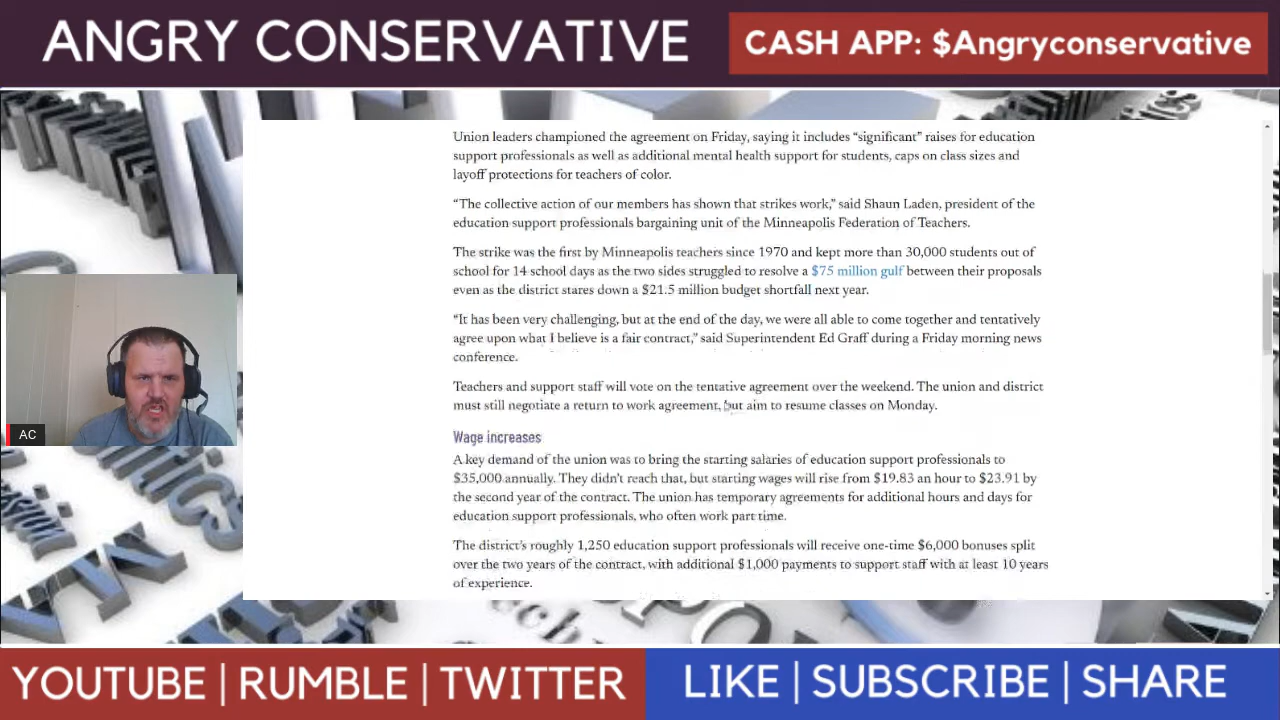 ANGRY CONSERVATIVE
CASH APP: $Angryconservative
Union leaders championed the agreement on Friday, saying it includes “significant” raises for education
support professionals as well as additional mental health support for students, caps on class sizes and
layoff protections for teachers of color.
“The collective action of our members has shown that strikes work,” said Shaun Laden, president of the
education support professionals bargaining unit of the Minneapolis Federation of Teachers.
The strike was the first by Minneapolis teachers since 1970 and kept more than 30,000 students out of
school for 14 school days as the two sides struggled to resolve a $75 million gulf between their proposals
even as the district stares down a $21.5 million budget shortfall next year.
“It has been very challenging, but at the end of the day, we were all able to come together and tentatively
agree upon what I believe is a fair contract,” said Superintendent Ed Graff during a Friday morning news
conference.
Teachers and support staff will vote on the tentative agreement over the weekend. The union and district
must still negotiate a return to work agreement, but aim to resume classes on Monday.
Wage increases
A key demand of the union was to bring the starting salaries of education support professionals to
$35,000 annually. They didn’t reach that, but starting wages will rise from $19.83 an hour to $23.91 by
the second year of the contract. The union has temporary agreements for additional hours and days for
education support professionals, who often work part time.
The district’s roughly 1,250 education support professionals will receive one-time $6,000 bonuses split
over the two years of the contract, with additional $1,000 payments to support staff with at least 10 years
of experience.
AC
YOUTUBE | RUMBLE | TWITTER
LIKE | SUBSCRIBE | SHARE